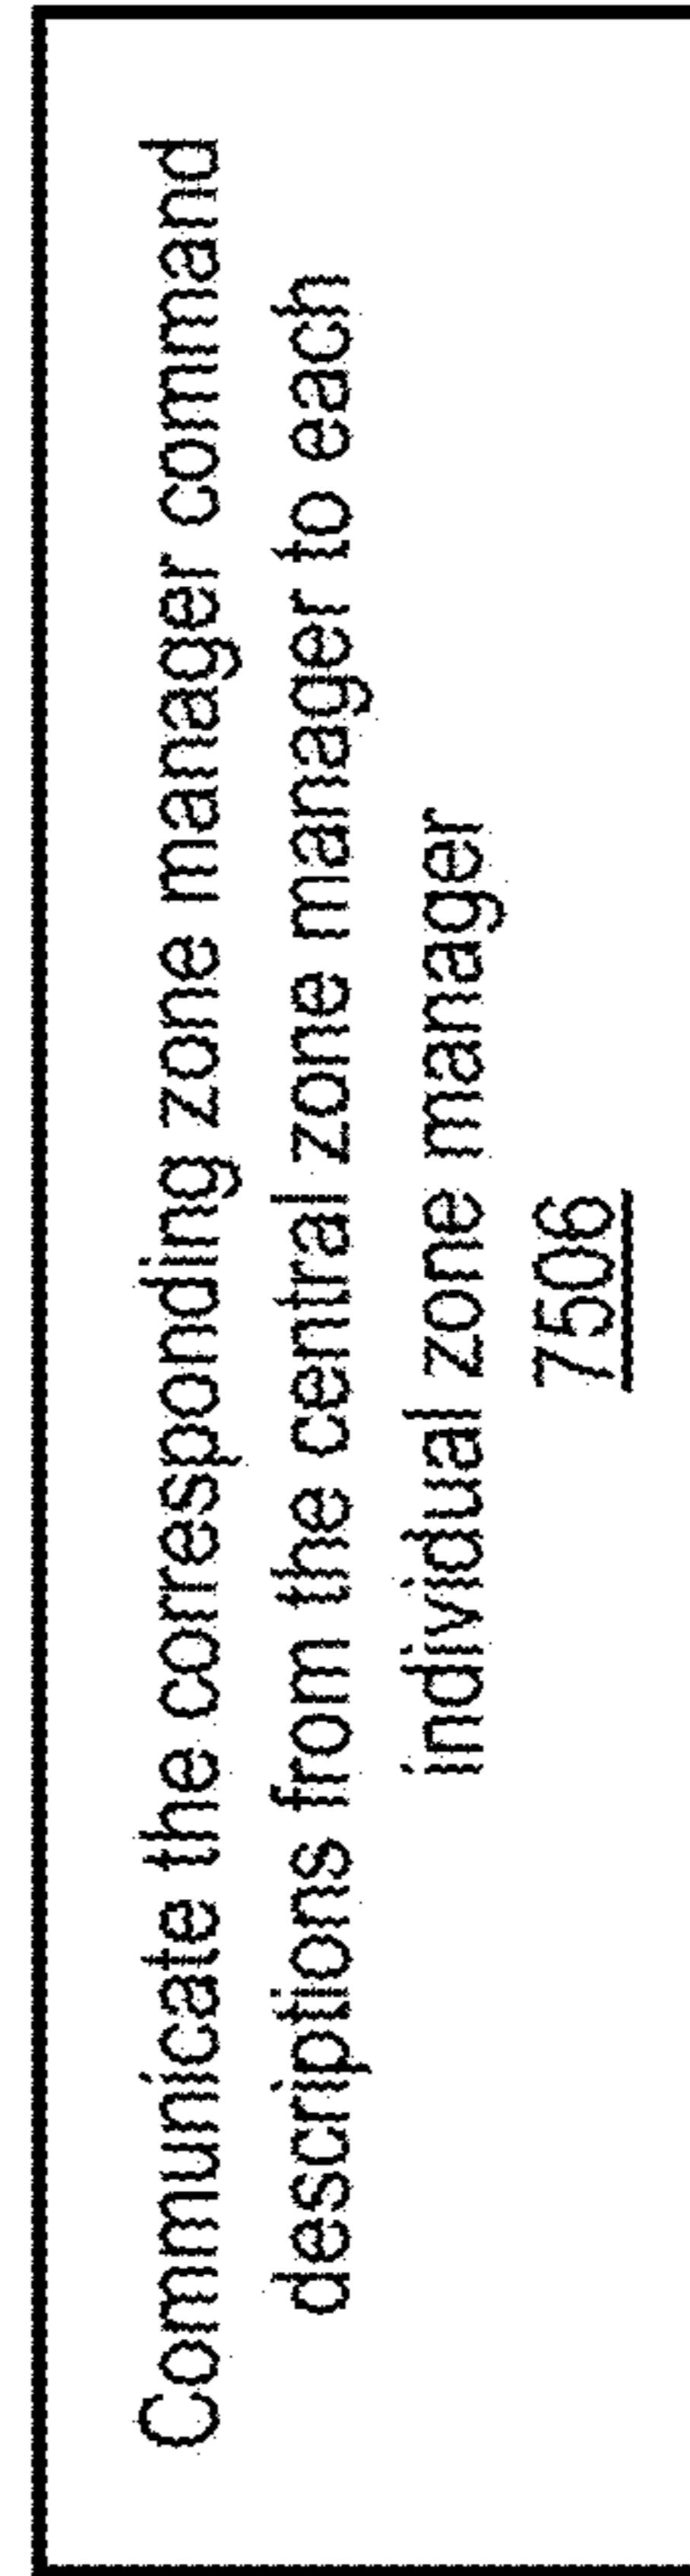 Communicate the corresponding zone manager command
descriptions from the central zone manager to each
individual zone manager
7506